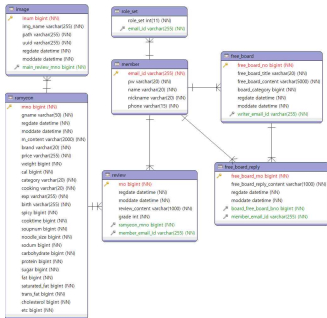 image
inum bigint (NN)
img_name varchar(255) (NN)
path varchar(255) (NN)
uuid varchar(255) (NN)
regdate datetime (NN)
moddate datetime (NN)
main_review_mno bigint (NN)
ramyeon
mno bigint (NN)
gname varchar(50) (NN)
regdate datetime (NN)
moddate datetime (NN)
m_content varchar(2000) (NN)
brand varchar(20) (NN)
price varchar(255) (NN)
weight bigint (NN)
kal bigint (NN)
category varchar(20) (NN)
cooking varchar(20) (NN)
exp varchar(255) (NN)
birth varchar(255) (NN)
spicy bigint (NN)
cooktime bigint (NN)
souprium bigint (NN)
noodle_size bigint (NN)
sodium bigint (NN)
carbohydrate bigint (NN)
protein bigint (NN)
sugar bigint (NN)
fat bigint (NN)
saturated_fat bigint (NN)
trans_fat bigint (NN)
cholesterol bigint (NN)
etc bigint (NN)
role_set
role_set int(11) (NN)
email_id varchar(255) (NN)
member
email_id varchar(255) (NN)
pw varchar(20) (NN)
name varchar(20) (NN)
nickname varchar(20) (NN)
phone varchar(15) (NN)
review
rno bigint (NN)
regdate datetime (NN)
moddate datetime (NN)
review_content varchar(1000) (NN)
grade int (NN)
ramyeon_mno bigint (NN)
member_email_id varchar(255) (NN)
free_board
free_board_no bigint (NN)
free_board_title varchar(20) (NN)
free_board_content varchar(5000) (NN)
board_category bigint (NN)
regdate datetime (NN)
moddate datetime (NN)
writer_email_id varchar(255) (NN)
free_board_reply
free_board_rno bigint (NN)
free_board_reply_content varchar(1000) (NN)
regdate datetime (NN)
moddate datetime (NN)
board_free_board_bno bigint (NN)
member_email_id varchar(255) (NN)